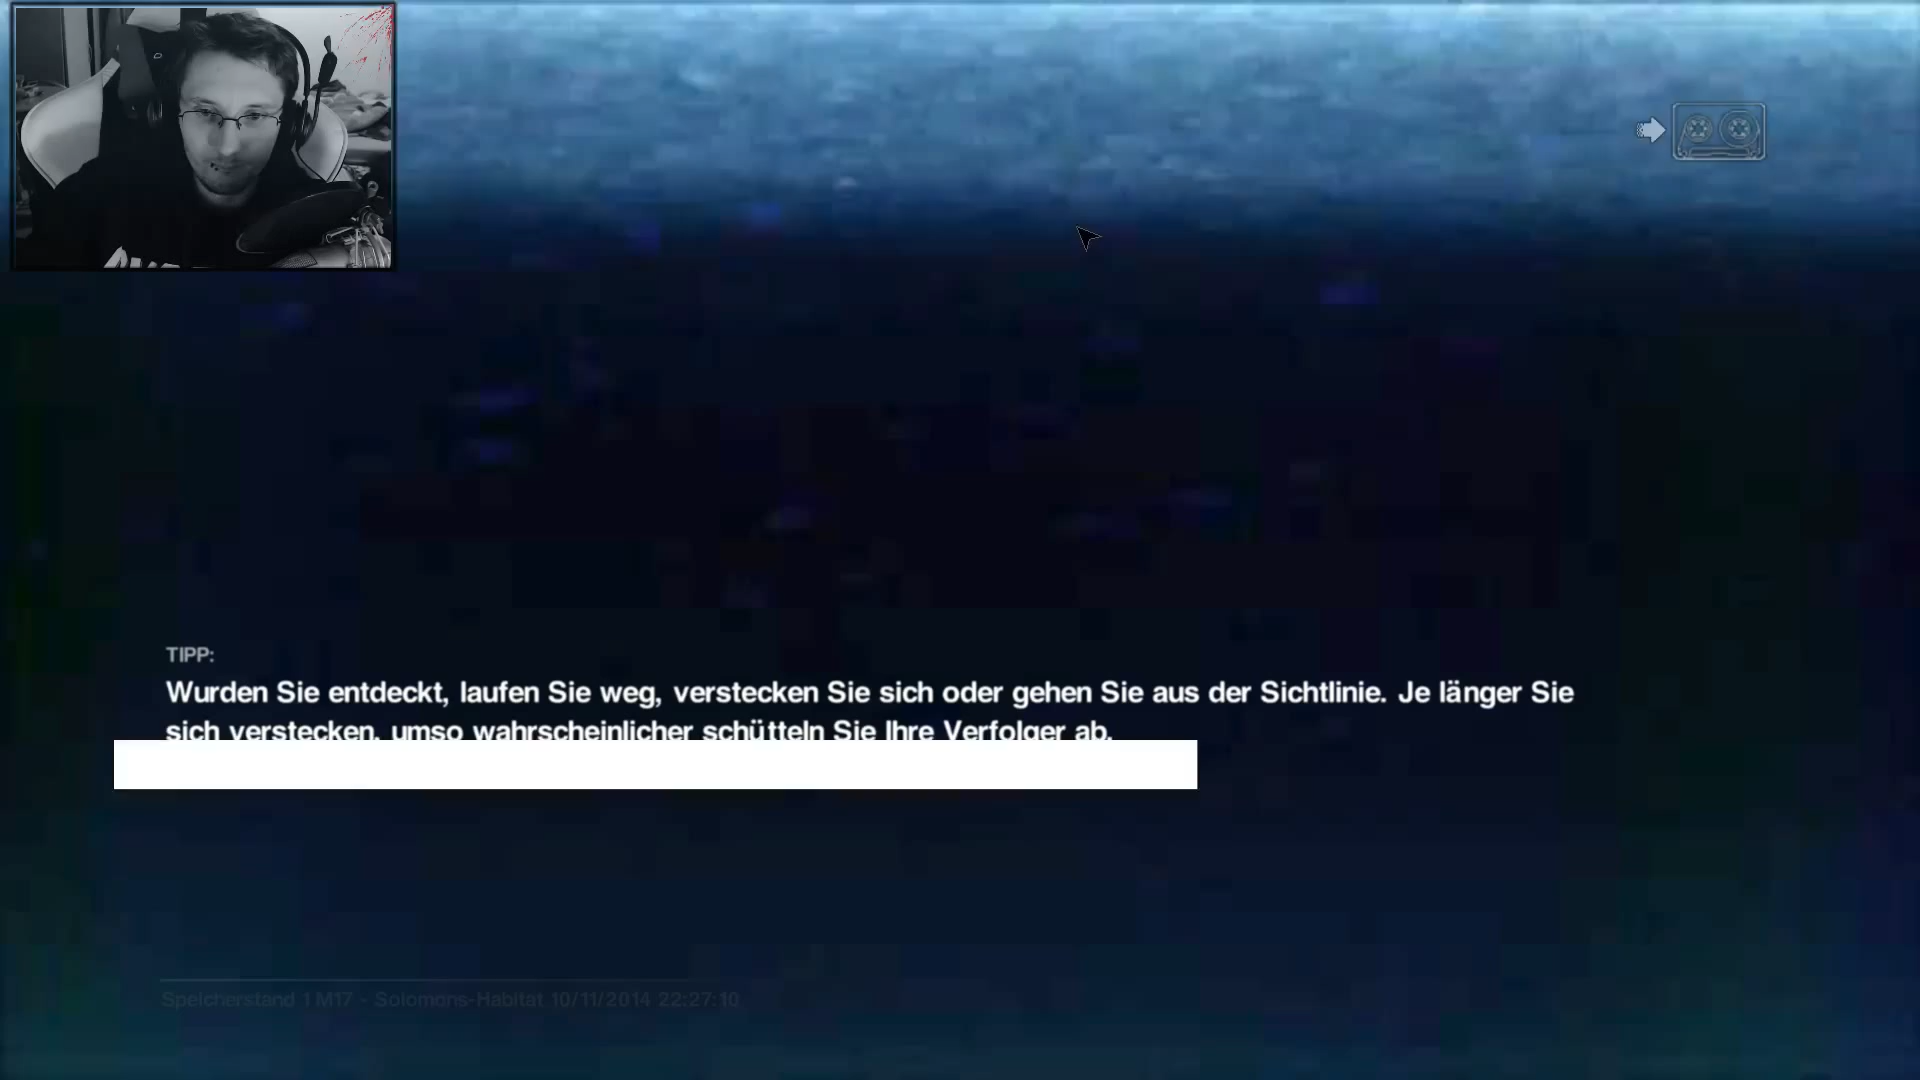 TIPP:
Wurden Sie entdeckt, laufen Sie weg, verstecken Sie sich oder gehen Sie aus der Sichtlinie. Je länger Sie
sich verstecken, umso wahrscheinlicher schütteln Sie Ihre Verfolger ab.
Speicherstand 1 M17 - Solomons-Habitat 10/11/2014 22:27:10